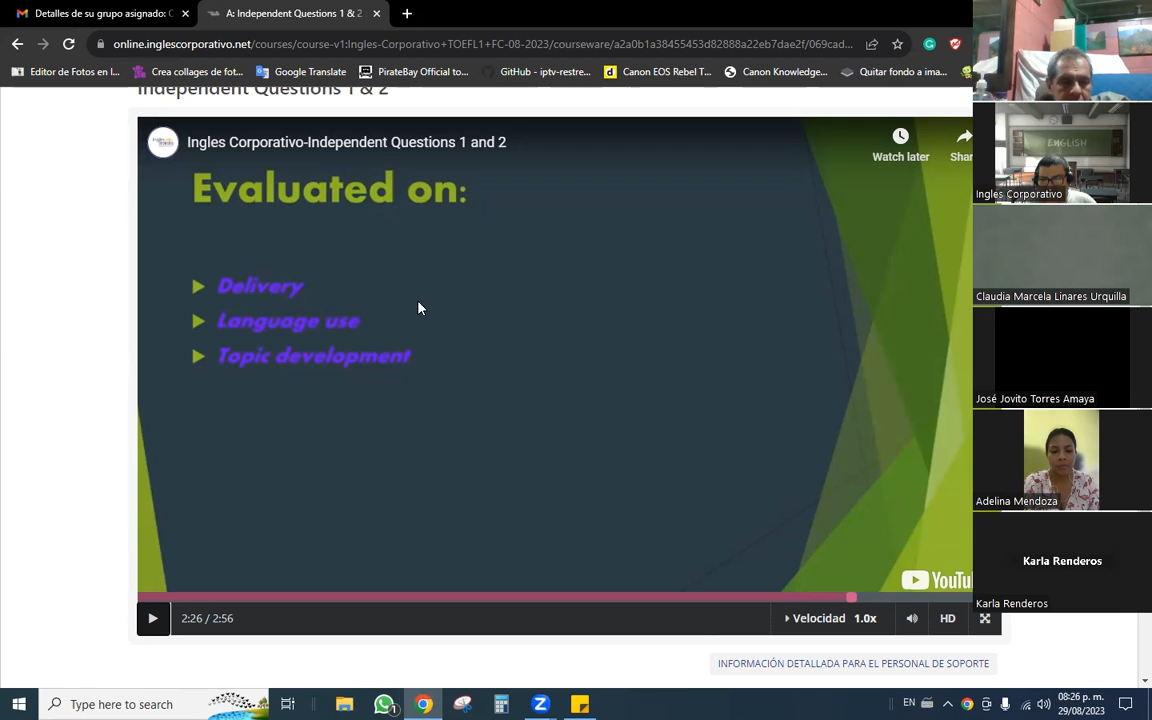 Detalles de su grupo asignado: C
A: Independent Questions 1 & 2
online.inglescorporativo.net/courses/course-v1:Ingles-Corporativo+TOEFL1+FC-08-2023/courseware/a2a0b1a38455453d82888a22eb7dae2f/069cad...
Editor de Fotos en l...
Crea collages de fot...
Google Translate
PirateBay Official to...
GitHub - iptv-restre...
Canon EOS Rebel T...
Canon Knowledge...
Quitar fondo a ima...
Independent Questions 1 & 2
Ingles Corporativo-Independent Questions 1 and 2
Watch later
Shar
Evaluated on:
Delivery
Language use
Topic development
YouTu
2:26 / 2:56
Velocidad 1.0x
HD
INFORMACIÓN DETALLADA PARA EL PERSONAL DE SOPORTE
ENGLISH
Ingles Corporativo
Claudia Marcela Linares Urquilla
José Jovito Torres Amaya
Adelina Mendoza
Karla Renderos
Karla Renderos
Type here to search
1
EN
08:26 p. m.
29/08/2023